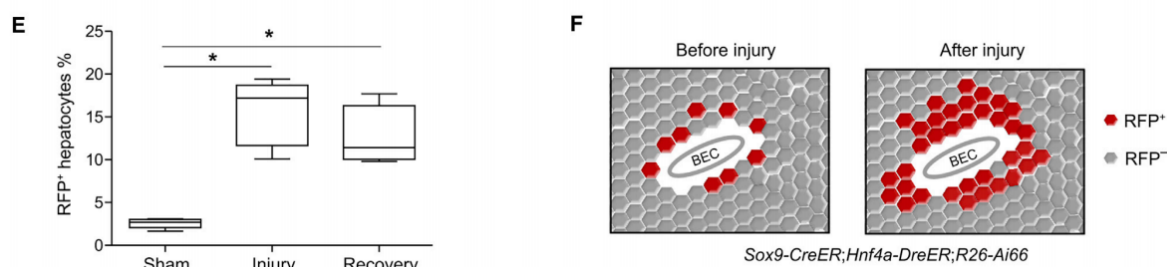 E
RFP⁺ hepatocytes %
25
20
15
10
5
0
*
*
Sham Injury Recovery
F
Before injury After injury
BEC BEC
RFP⁺
RFP⁻
Sox9-CreER;Hnf4a-DreER;R26-Ai66